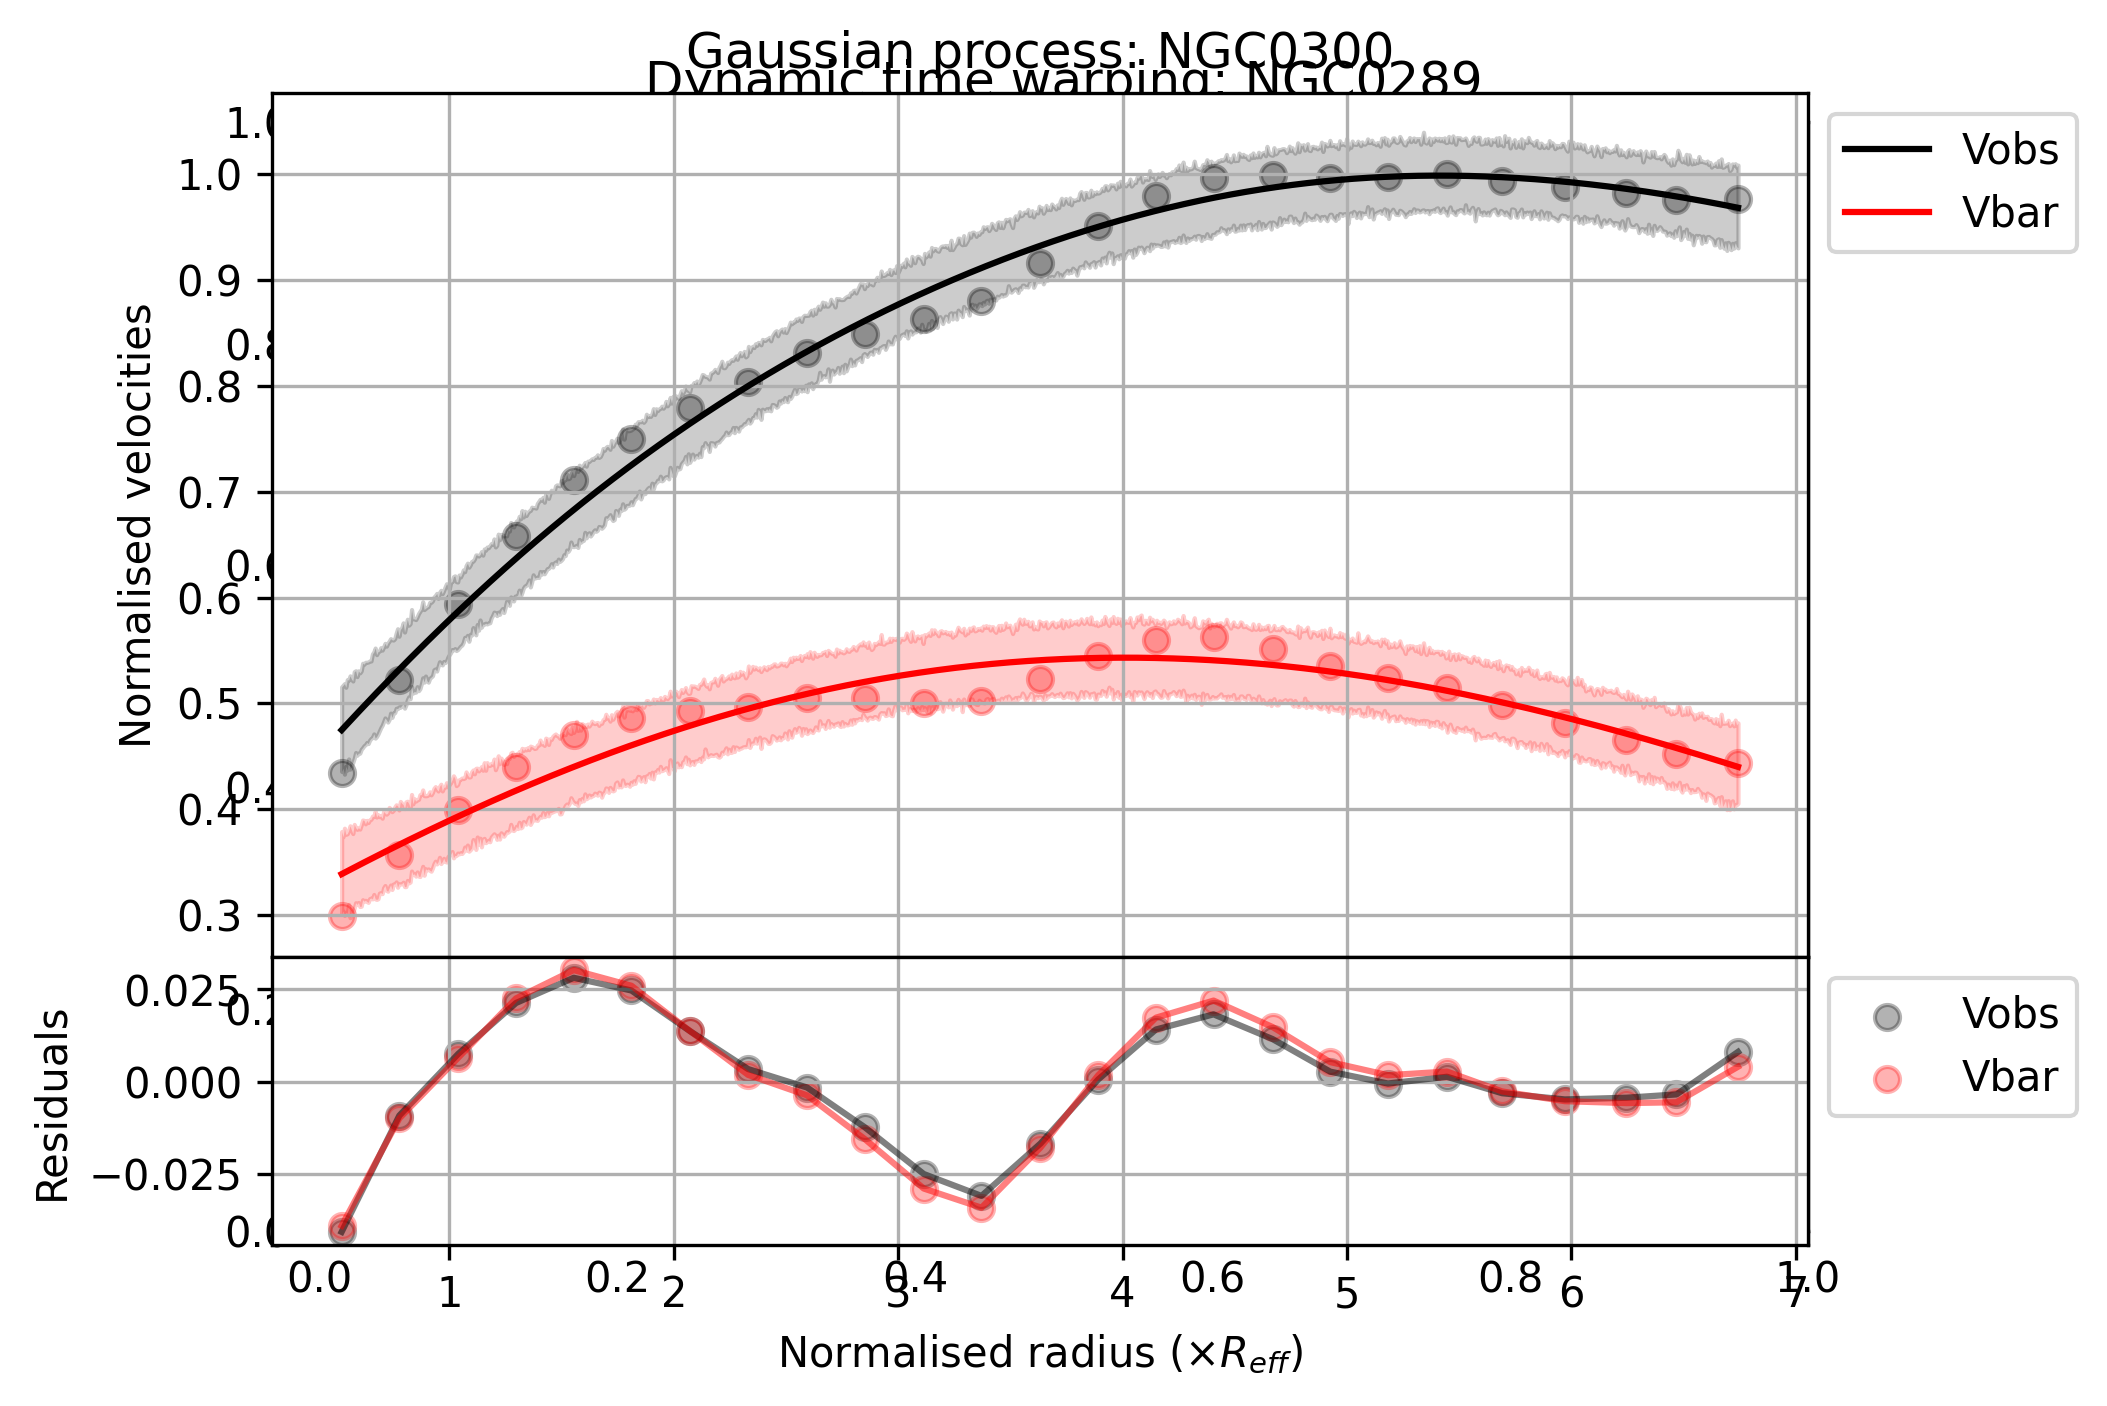 Gaussian process: NGC0300
Dynamic time warping: NGC0289
Normalised velocities
1.0
0.9
0.8
0.7
0.6
0.5
0.4
0.3
Vobs
Vbar
Residuals
0.025
0.000
−0.025
Vobs
Vbar
0.0 0.2 0.4 0.6 0.8 1.0
1 2 3 4 5 6 7
Normalised radius (×R_eff)